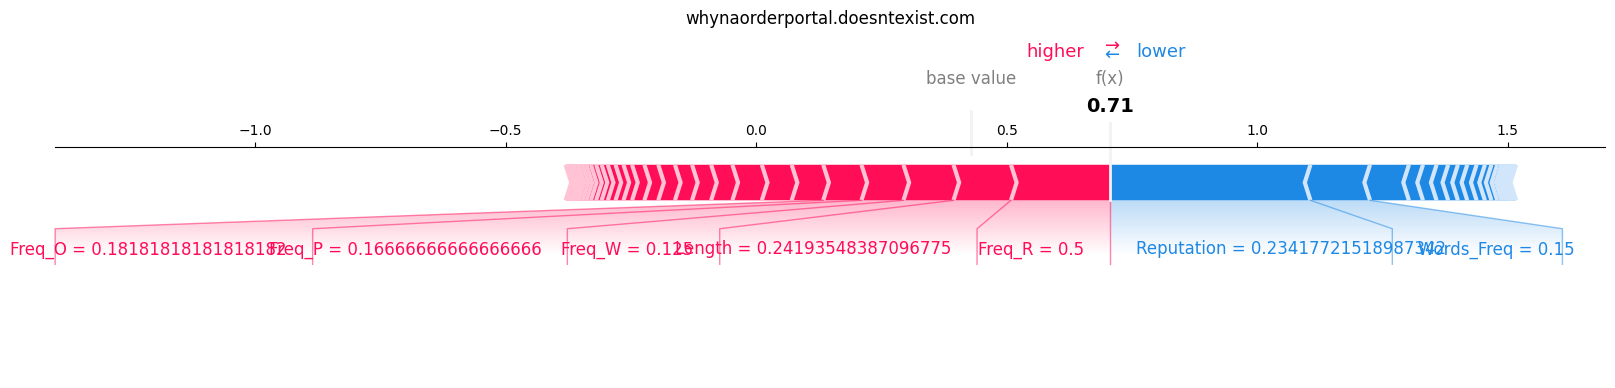 whynaorderportal.doesntexist.com
higher → ← lower
base value f(x)
0.71
−1.0 −0.5 0.0 0.5 1.0 1.5
Freq_O = 0.18181818181818182 Freq_P = 0.16666666666666666 Freq_W = 0.125 Length = 0.24193548387096775 Freq_R = 0.5 Reputation = 0.23417721518987342 Words_Freq = 0.15